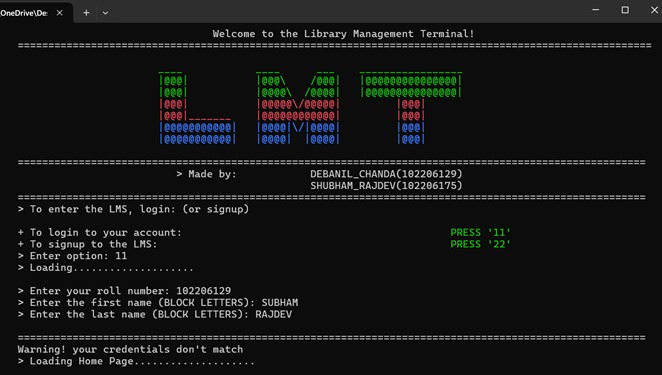 _OneDrive\De:
Welcome to the Library Management Terminal!
> Made by: DEBANIL_CHANDA(102206129)
SHUBHAM_RAJDEV(102206175)
> To enter the LMS, login: (or signup)
+ To login to your account: PRESS '11'
+ To signup to the LMS: PRESS '22'
> Enter option: 11
> Loading....................
> Enter your roll number: 102206129
> Enter the first name (BLOCK LETTERS): SUBHAM
> Enter the last name (BLOCK LETTERS): RAJDEV
Warning! your credentials don't match
> Loading Home Page....................